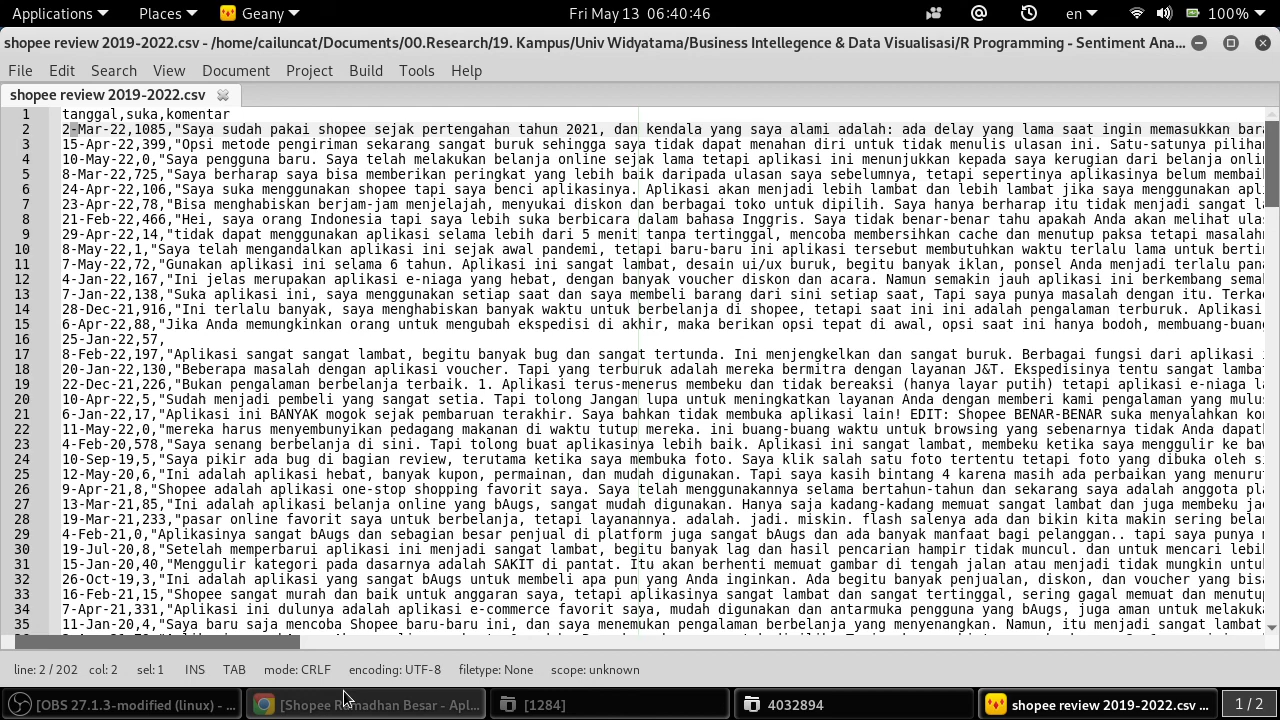 Applications Places Geany Fri May 13 06:40:46 en 100%
shopee review 2019-2022.csv - /home/cailuncat/Documents/00.Research/19. Kampus/Univ Widyatama/Business Intellegence & Data Visualisasi/R Programming - Sentiment Ana...
File Edit Search View Document Project Build Tools Help
shopee review 2019-2022.csv
1 tanggal,suka,komentar
2 2-Mar-22,1085,"Saya sudah pakai shopee sejak pertengahan tahun 2021, dan kendala yang saya alami adalah: ada delay yang lama saat ingin memasukkan bara
3 15-Apr-22,399,"Opsi metode pengiriman sekarang sangat buruk sehingga saya tidak dapat menahan diri untuk tidak menulis ulasan ini. Satu-satunya piliha
4 10-May-22,0,"Saya pengguna baru. Saya telah melakukan belanja online sejak lama tetapi aplikasi ini menunjukkan kepada saya kerugian dari belanja onli
5 8-Mar-22,725,"Saya berharap saya bisa memberikan peringkat yang lebih baik daripada ulasan saya sebelumnya, tetapi sepertinya aplikasinya belum membai
6 24-Apr-22,106,"Saya suka menggunakan shopee tapi saya benci aplikasinya. Aplikasi akan menjadi lebih lambat dan lebih lambat jika saya menggunakan apl
7 23-Apr-22,78,"Bisa menghabiskan berjam-jam menjelajah, menyukai diskon dan berbagai toko untuk dipilih. Saya hanya berharap itu tidak menjadi sangat l
8 21-Feb-22,466,"Hei, saya orang Indonesia tapi saya lebih suka berbicara dalam bahasa Inggris. Saya tidak benar-benar tahu apakah Anda akan melihat ula
9 29-Apr-22,14,"tidak dapat menggunakan aplikasi selama lebih dari 5 menit tanpa tertinggal, mencoba membersihkan cache dan menutup paksa tetapi masalah
10 8-May-22,1,"Saya telah mengandalkan aplikasi ini sejak awal pandemi, tetapi baru-baru ini aplikasi tersebut membutuhkan waktu terlalu lama untuk berti
11 7-May-22,72,"Gunakan aplikasi ini selama 6 tahun. Aplikasi ini sangat lambat, desain ui/ux buruk, begitu banyak iklan, ponsel Anda menjadi terlalu pan
12 4-Jan-22,167,"Ini jelas merupakan aplikasi e-niaga yang hebat, dengan banyak voucher diskon dan acara. Namun semakin jauh aplikasi ini berkembang sema
13 7-Jan-22,138,"Suka aplikasi ini, saya menggunakan setiap saat dan saya membeli barang dari sini setiap saat, Tapi saya punya masalah dengan itu. Terka
14 28-Dec-21,916,"Ini terlalu banyak, saya menghabiskan banyak waktu untuk berbelanja di shopee, tetapi saat ini ini adalah pengalaman terburuk. Aplikasi
15 6-Apr-22,88,"Jika Anda memungkinkan orang untuk mengubah ekspedisi di akhir, maka berikan opsi tepat di awal, opsi saat ini hanya bodoh, membuang-buang
16 25-Jan-22,57,
17 8-Feb-22,197,"Aplikasi sangat sangat lambat, begitu banyak bug dan sangat tertunda. Ini mengjengkelkan dan sangat buruk. Berbagai fungsi dari aplikasi
18 20-Jan-22,130,"Beberapa masalah dengan aplikasi voucher. Tapi yang terburuk adalah mereka bermitra dengan layanan J&T. Ekspedisinya tentu sangat lamba
19 22-Dec-21,226,"Bukan pengalaman berbelanja terbaik. 1. Aplikasi terus-menerus membeku dan tidak bereaksi (hanya layar putih) tetapi aplikasi e-niaga l
20 10-Apr-22,5,"Sudah menjadi pembeli yang sangat setia. Tapi tolong Jangan lupa untuk meningkatkan layanan Anda dengan memberi kami pengalaman yang mulu
21 6-Jan-22,17,"Aplikasi ini BANYAK mogok sejak pembaruan terakhir. Saya bahkan tidak membuka aplikasi lain! EDIT: Shopee BENAR-BENAR suka menyalahkan ko
22 11-May-22,0,"mereka harus menyembunyikan pedagang makanan di waktu tutup mereka. ini buang-buang waktu untuk browsing yang sebenarnya tidak Anda dapat
23 4-Feb-20,578,"Saya senang berbelanja di sini. Tapi tolong buat aplikasinya lebih baik. Aplikasi ini sangat lambat, membeku ketika saya menggulir ke baw
24 10-Sep-19,5,"Saya pikir ada bug di bagian review, terutama ketika saya membuka foto. Saya klik salah satu foto tertentu tetapi foto yang dibuka oleh s
25 12-May-20,6,"Ini adalah aplikasi hebat, banyak kupon, permainan, dan mudah digunakan. Tapi saya kasih bintang 4 karena masih ada perbaikan yang menuru
26 9-Apr-21,8,"Shopee adalah aplikasi one-stop shopping favorit saya. Saya telah menggunakannya selama bertahun-tahun dan sekarang saya adalah anggota pl
27 13-Mar-21,85,"Ini adalah aplikasi belanja online yang bAugs, sangat mudah digunakan. Hanya saja kadang-kadang memuat sangat lambat dan juga membeku ja
28 19-Mar-21,233,"pasar online favorit saya untuk berbelanja, tetapi layanannya. adalah. jadi. miskin. flash salenya ada dan bikin kita makin sering belan
29 4-Feb-21,0,"Aplikasinya sangat bAugs dan sebagian besar penjual di platform juga sangat bAugs dan ada banyak manfaat bagi pelanggan.. tapi saya punya
30 19-Jul-20,8,"Setelah memperbarui aplikasi ini menjadi sangat lambat, begitu banyak lag dan hasil pencarian hampir tidak muncul. dan untuk mencari lebi
31 15-Jan-20,40,"Menggulir kategori pada dasarnya adalah SAKIT di pantat. Itu akan berhenti memuat gambar di tengah jalan atau menjadi tidak mungkin untu
32 26-Oct-19,3,"Ini adalah aplikasi yang sangat bAugs untuk membeli apa pun yang Anda inginkan. Ada begitu banyak penjualan, diskon, dan voucher yang bis
33 16-Feb-21,15,"Shopee sangat murah dan baik untuk anggaran saya, tetapi aplikasinya sangat lambat dan sangat tertinggal, sering gagal memuat dan mengat
34 7-Apr-21,331,"Aplikasi ini dulunya adalah aplikasi e-commerce favorit saya, mudah digunakan dan antarmuka pengguna yang bAugs, juga aman untuk melakuk
35 11-Jan-20,4,"Saya baru saja mencoba Shopee baru-baru ini, dan saya menemukan pengalaman berbelanja yang menyenangkan. Namun, itu menjadi sangat lambat
line: 2 / 202 col: 2 sel: 1 INS TAB mode: CRLF encoding: UTF-8 filetype: None scope: unknown
[OBS 27.1.3-modified (linux) - ... [Shopee Ramadhan Besar - Apl... [1284] 4032894 shopee review 2019-2022.csv ... 1 / 2